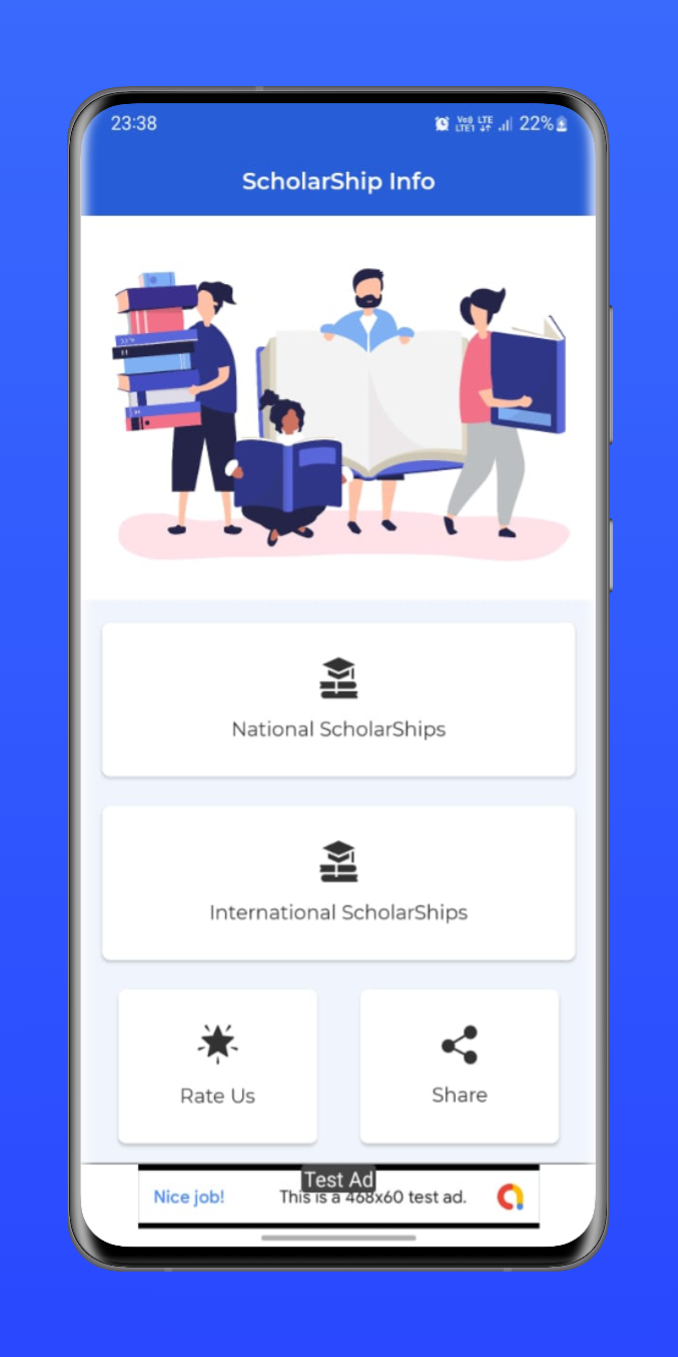 23:38
Vo)) LTE
LTE1
22%
ScholarShip Info
National ScholarShips
International ScholarShips
Rate Us
Share
Test Ad
Nice job!
This is a 468x60 test ad.